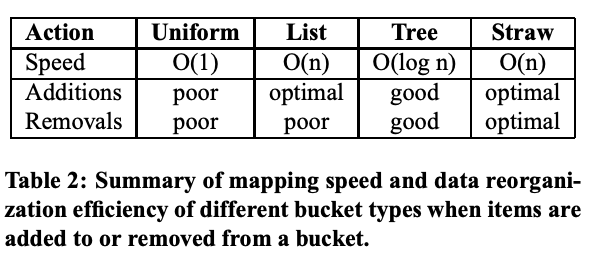 Action Uniform List Tree Straw
Speed O(1) O(n) O(log n) O(n)
Additions poor optimal good optimal
Removals poor poor good optimal
Table 2: Summary of mapping speed and data reorgani-
zation efficiency of different bucket types when items are
added to or removed from a bucket.